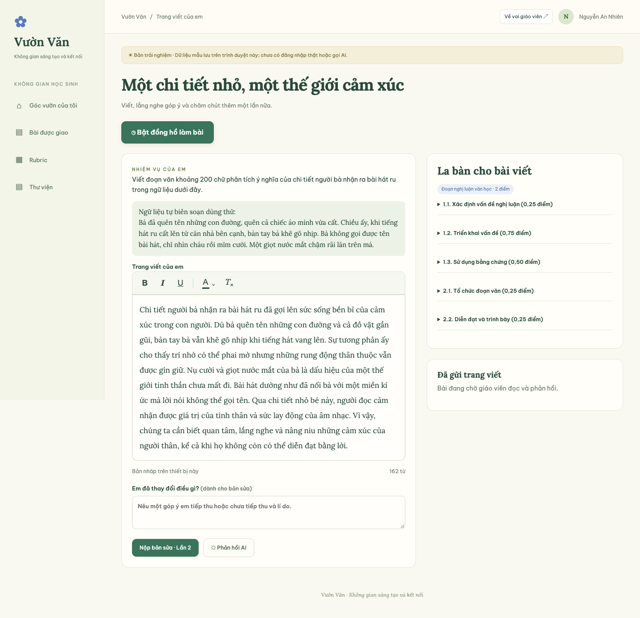 Vườn Văn
Không gian sáng tạo và kết nối
KHÔNG GIAN HỌC SINH
Góc vườn của tôi
Bài được giao
Rubric
Thư viện
Vườn Văn / Trang viết của em
Về vai giáo viên ↗
N
Nguyễn An Nhiên
☀ Bản trải nghiệm · Dữ liệu mẫu lưu trên trình duyệt này; chưa có đăng nhập thật hoặc gọi AI.
Một chi tiết nhỏ, một thế giới cảm xúc
Viết, lắng nghe góp ý và chăm chút thêm một lần nữa.
◔ Bật đồng hồ làm bài
NHIỆM VỤ CỦA EM
Viết đoạn văn khoảng 200 chữ phân tích ý nghĩa của chi tiết người bà nhận ra bài hát ru
trong ngữ liệu dưới đây.
Ngữ liệu tự biên soạn dùng thử:
Bà đã quên tên những con đường, quên cả chiếc áo mình vừa cất. Chiều ấy, khi tiếng
hát ru cất lên từ căn nhà bên cạnh, bàn tay bà khẽ gõ nhịp. Bà không gọi được tên
bài hát, chỉ nhìn cháu rồi mỉm cười. Một giọt nước mắt chậm rãi lăn trên má.
Trang viết của em
B I U A Tₓ
Chi tiết người bà nhận ra bài hát ru đã gợi lên sức sống bền bỉ của cảm
xúc trong con người. Dù bà quên tên những con đường và cả đồ vật gần
gũi, bàn tay bà vẫn khẽ gõ nhịp khi tiếng hát vang lên. Sự tương phản ấy
cho thấy trí nhớ có thể phai mờ nhưng những rung động thân thuộc vẫn
được gìn giữ. Nụ cười và giọt nước mắt của bà là dấu hiệu của một thế
giới tinh thần chưa mất đi. Bài hát dường như đã nối bà với một miền kí
ức mà lời nói không thể gọi tên. Qua chi tiết nhỏ bé này, người đọc cảm
nhận được giá trị của tình thân và sức lay động của âm nhạc. Vì vậy,
chúng ta cần biết quan tâm, lắng nghe và nâng niu những cảm xúc của
người thân, kể cả khi họ không còn có thể diễn đạt bằng lời.
Bản nháp trên thiết bị này
162 từ
Em đã thay đổi điều gì? (dành cho bản sửa)
Nêu một góp ý em tiếp thu hoặc chưa tiếp thu và lí do.
Nộp bản sửa · Lần 2
✩ Phản hồi AI
La bàn cho bài viết
Đoạn nghị luận văn học · 2 điểm
▸ 1.1. Xác định vấn đề nghị luận (0,25 điểm)
▸ 1.2. Triển khai vấn đề (0,75 điểm)
▸ 1.3. Sử dụng bằng chứng (0,50 điểm)
▸ 2.1. Tổ chức đoạn văn (0,25 điểm)
▸ 2.2. Diễn đạt và trình bày (0,25 điểm)
Đã gửi trang viết
Bài đang chờ giáo viên đọc và phản hồi.
Vườn Văn · Không gian sáng tạo và kết nối